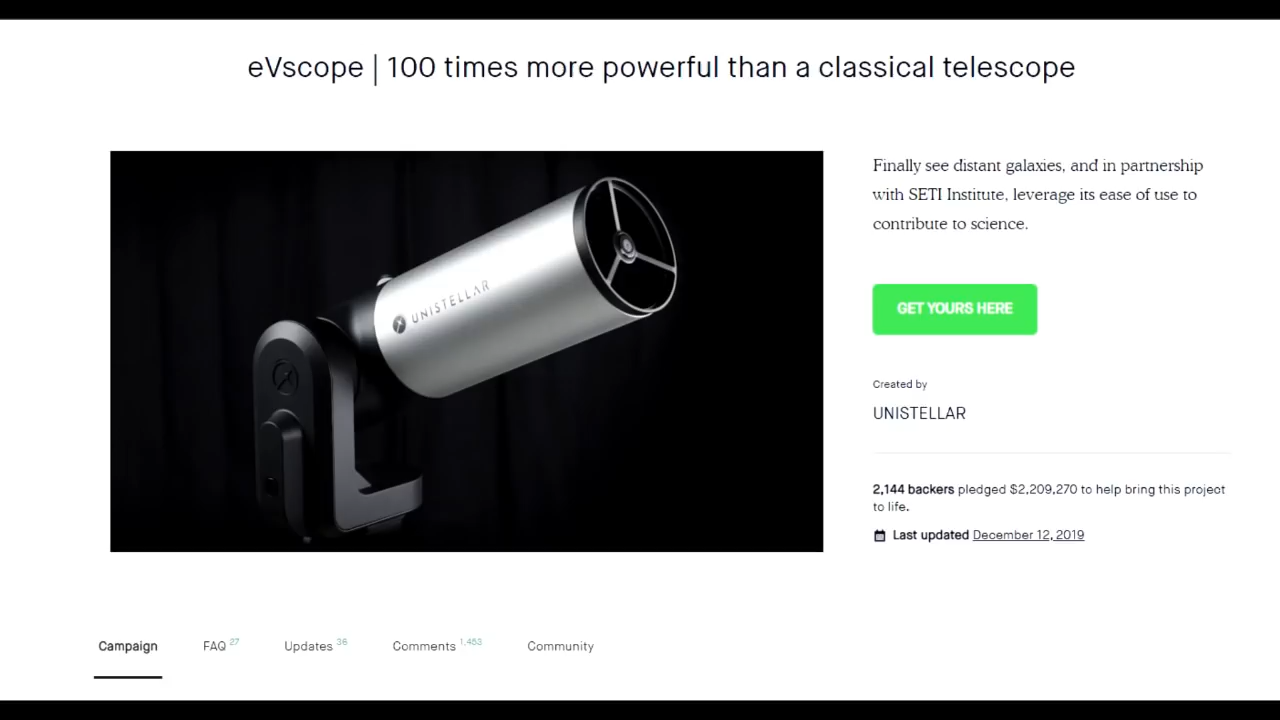 eVscope | 100 times more powerful than a classical telescope
UNISTELLAR
Finally see distant galaxies, and in partnership
with SETI Institute, leverage its ease of use to
contribute to science.
GET YOURS HERE
Created by
UNISTELLAR
2,144 backers pledged $2,209,270 to help bring this project
to life.
Last updated December 12, 2019
Campaign FAQ 27 Updates 36 Comments 1,453 Community